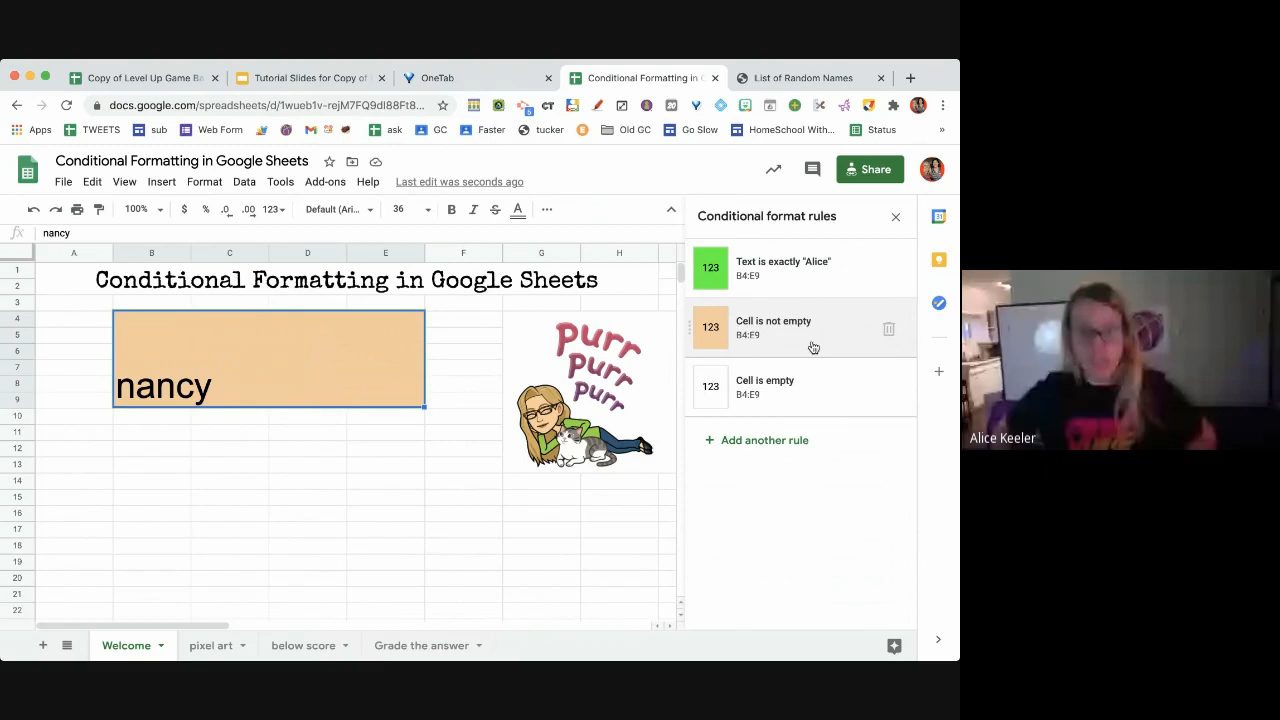 Copy of Level Up Game Ba
Tutorial Slides for Copy of
OneTab
Conditional Formatting in G
List of Random Names
docs.google.com/spreadsheets/d/1wueb1v-rejM7FQ9dI88Ft8...
Apps
TWEETS
sub
Web Form
ask
GC
Faster
tucker
Old GC
Go Slow
HomeSchool With...
Status
»
Conditional Formatting in Google Sheets
Share
File Edit View Insert Format Data Tools Add-ons Help Last edit was seconds ago
100% $ % .0 .00 123 Default (Ari... 36 B I S A ...
fx nancy
A B C D E F G H
1
2
3
4
5
6
7
8
9
10
11
12
13
14
15
16
17
18
19
20
21
22
Conditional Formatting in Google Sheets
nancy
purr
purr
purr
Conditional format rules
123 Text is exactly "Alice"
B4:E9
123 Cell is not empty
B4:E9
123 Cell is empty
B4:E9
+ Add another rule
Welcome
pixel art
below score
Grade the answer
Alice Keeler